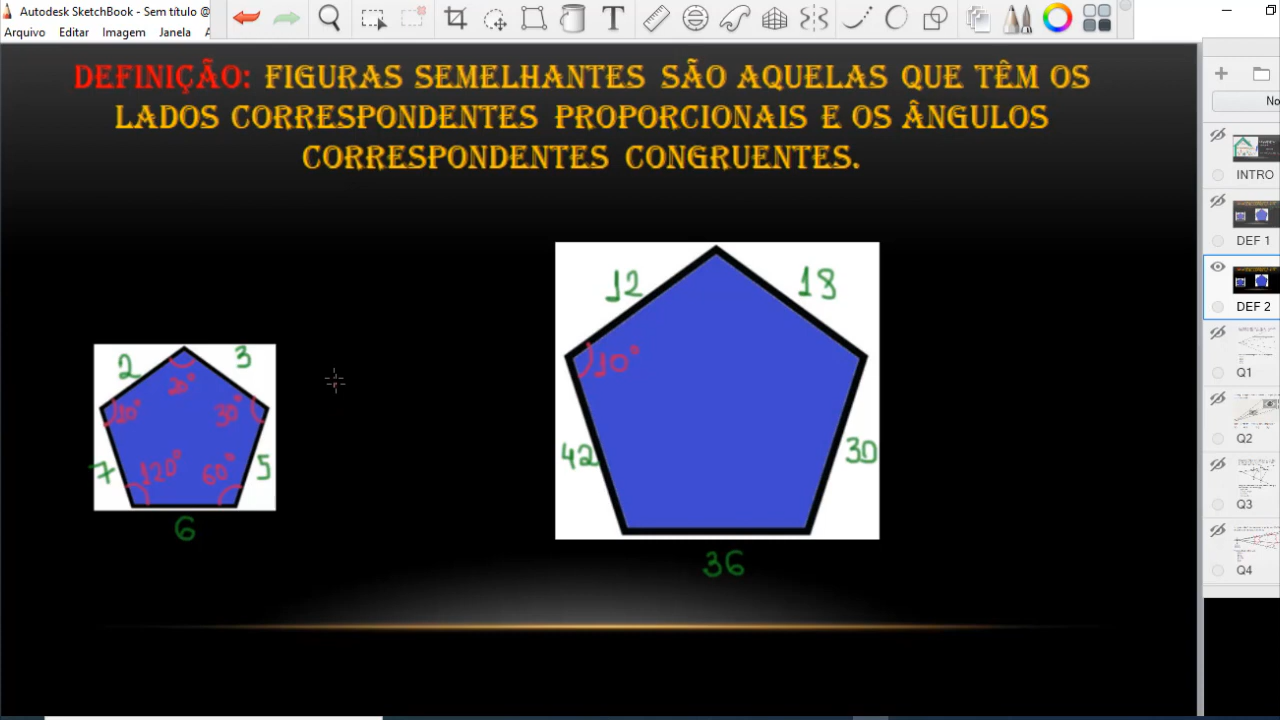 Autodesk SketchBook - Sem título @
Arquivo Editar Imagem Janela
DEFINIÇÃO: FIGURAS SEMELHANTES SÃO AQUELAS QUE TÊM OS
LADOS CORRESPONDENTES PROPORCIONAIS E OS ÂNGULOS
CORRESPONDENTES CONGRUENTES.
2
3
30°
120°
60°
7
5
6
12
18
10°
42
30
36
No
INTRO
DEF 1
DEF 2
Q1
Q2
Q3
Q4